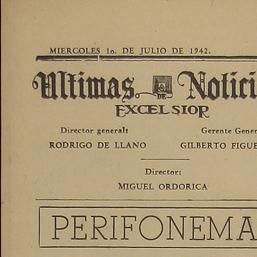 MIERCOLES 1o. DE JULIO DE 1942.
Ultimas Notici
DE
EXCELSIOR
Director general: Gerente Gener
RODRIGO DE LLANO GILBERTO FIGUE
Director:
MIGUEL ORDORICA
PERIFONEMA